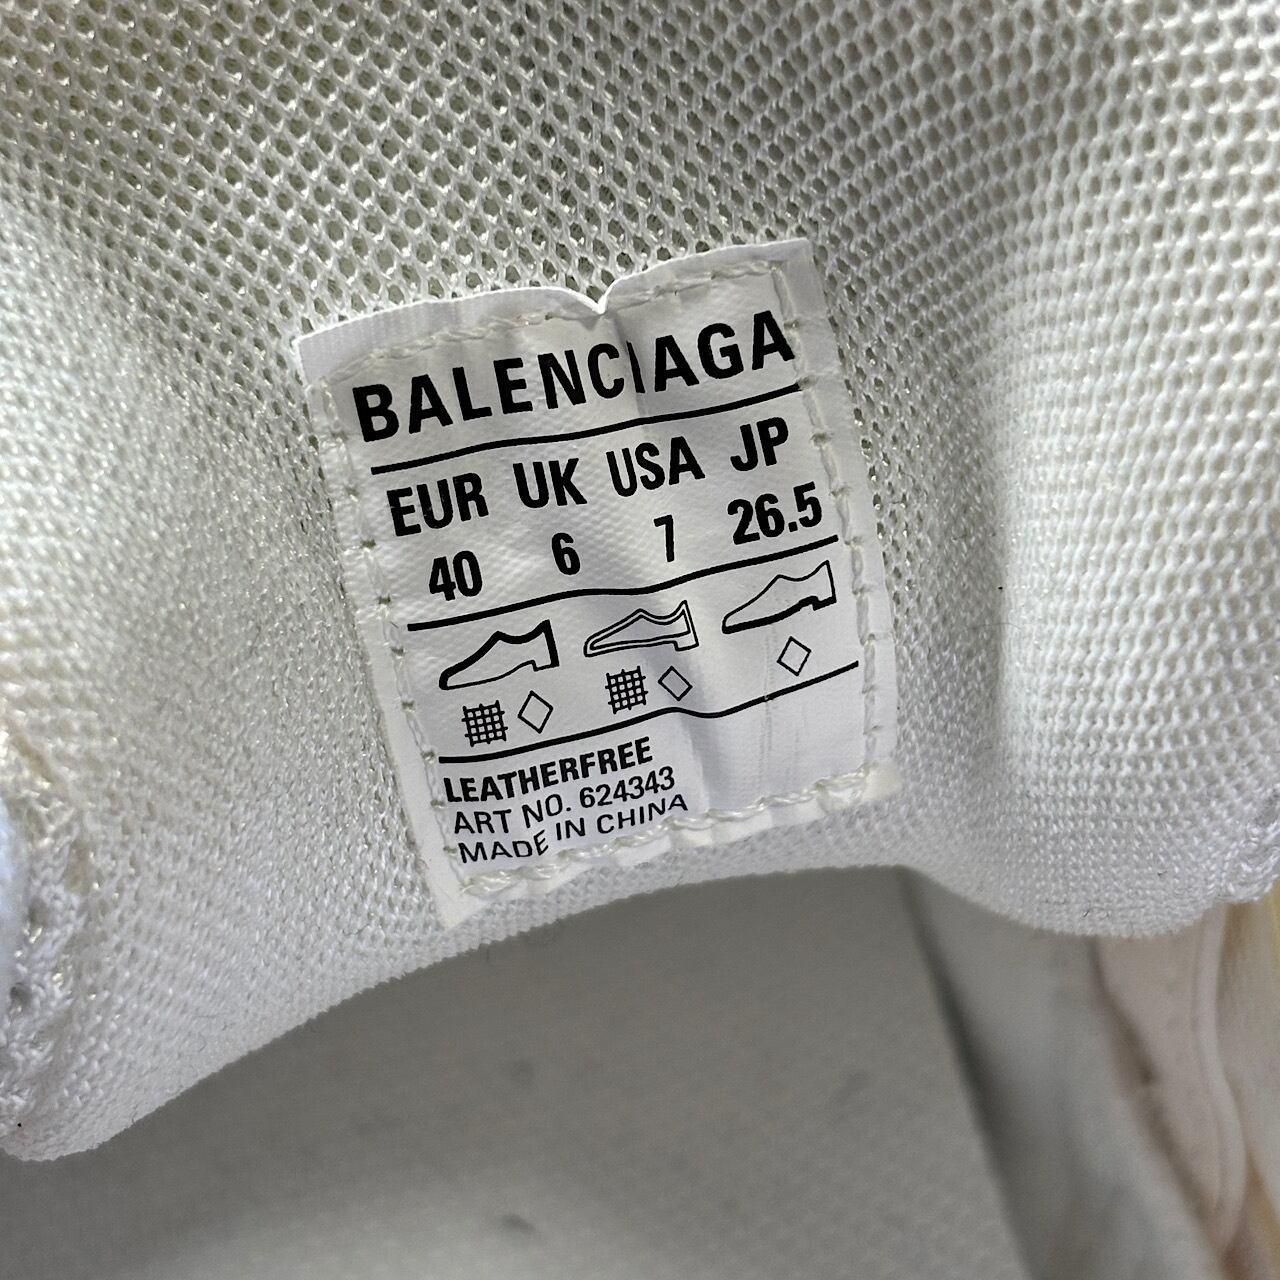 BALENCIAGA
EUR UK USA JP
40 6 7 26.5
LEATHERFREE
ART NO. 624343
MADE IN CHINA